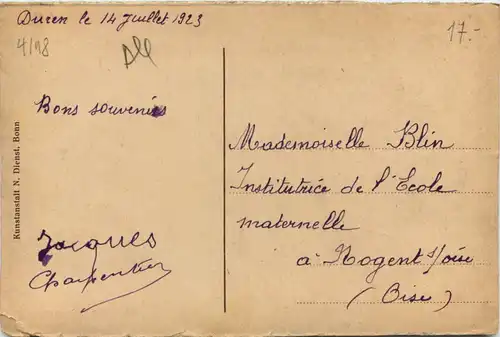 Duren le 14 Juillet 1923
17.-
4/18
All
Bons souvenirs
Mademoiselle Blin
Institutrice de l'Ecole
maternelle
à Nogent s/oise
(Oise)
Jacques
Charpentier
Kunstanstalt N. Dienst, Bonn